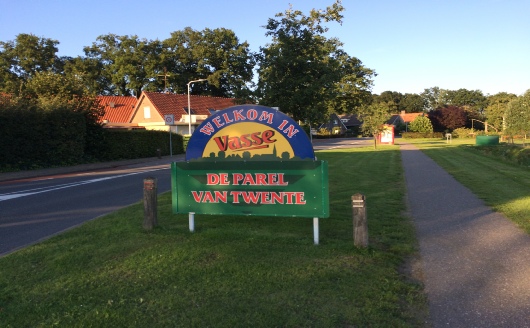 WELKOM IN
Vasse
DE PAREL
VAN TWENTE